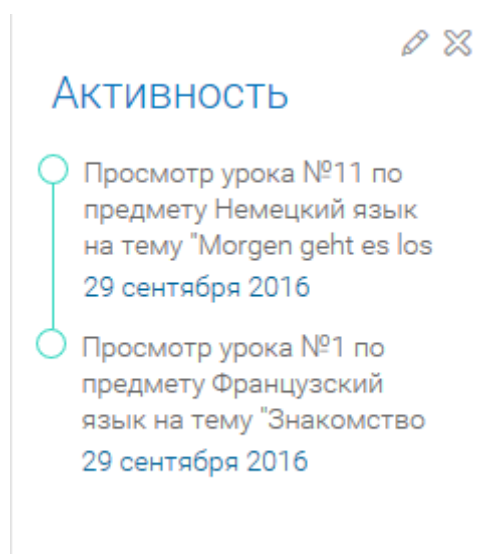 Активность
Просмотр урока №11 по
предмету Немецкий язык
на тему "Morgen geht es los
29 сентября 2016
Просмотр урока №1 по
предмету Французский
язык на тему "Знакомство
29 сентября 2016